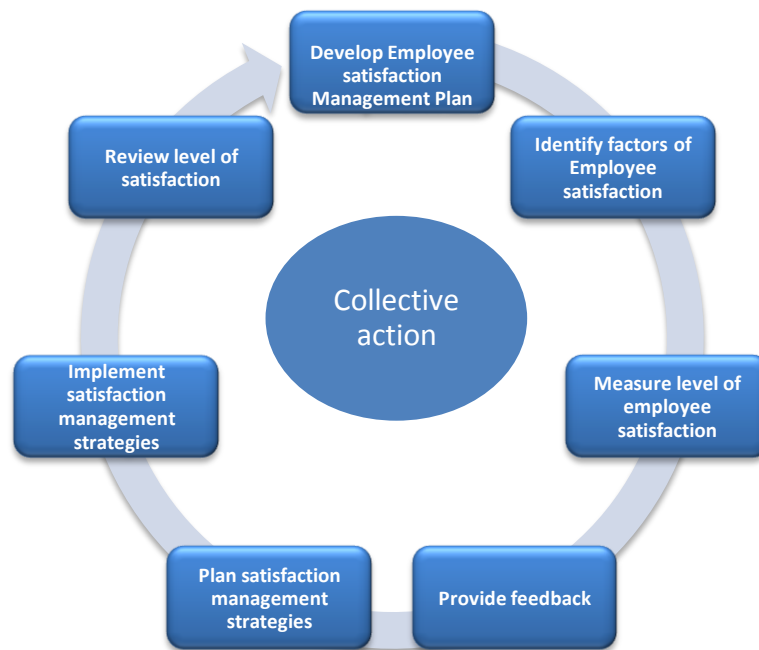 Develop Employee
satisfaction
Management Plan
Identify factors of
Employee
satisfaction
Measure level of
employee
satisfaction
Provide feedback
Plan satisfaction
management
strategies
Implement
satisfaction
management
strategies
Review level of
satisfaction
Collective
action